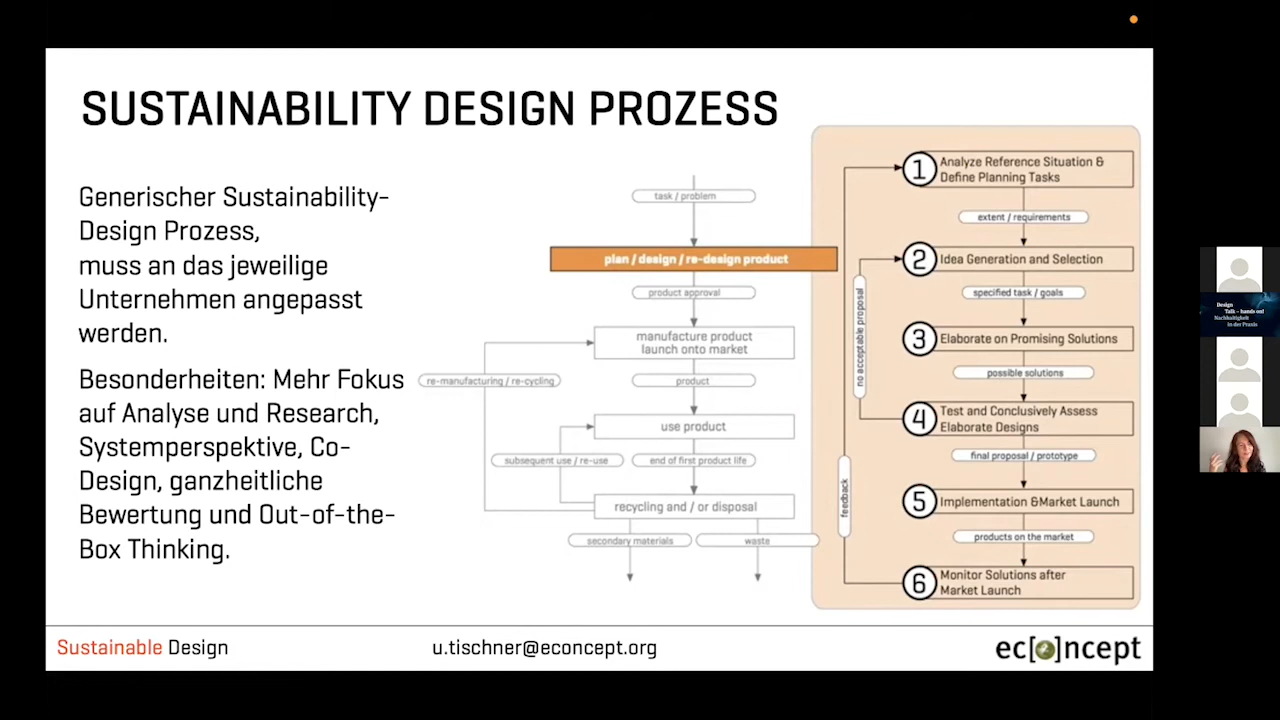 SUSTAINABILITY DESIGN PROZESS
Generischer Sustainability-
Design Prozess,
muss an das jeweilige
Unternehmen angepasst
werden.
Besonderheiten: Mehr Fokus
auf Analyse und Research,
Systemperspektive, Co-
Design, ganzheitliche
Bewertung und Out-of-the-
Box Thinking.
task / problem
plan / design / re-design product
product approval
manufacture product
launch onto market
re-manufacturing / re-cycling
product
use product
subsequent use / re-use
end of first product life
recycling and / or disposal
secondary materials
waste
1
Analyze Reference Situation &
Define Planning Tasks
extent / requirements
2
Idea Generation and Selection
specified task / goals
no acceptable proposal
3
Elaborate on Promising Solutions
possible solutions
4
Test and Conclusively Assess
Elaborate Designs
final proposal / prototype
feedback
5
Implementation &Market Launch
products on the market
6
Monitor Solutions after
Market Launch
Sustainable Design
u.tischner@econcept.org
ec[o]ncept
Design
Talk – hands on!
Nachhaltigkeit
in der Praxis